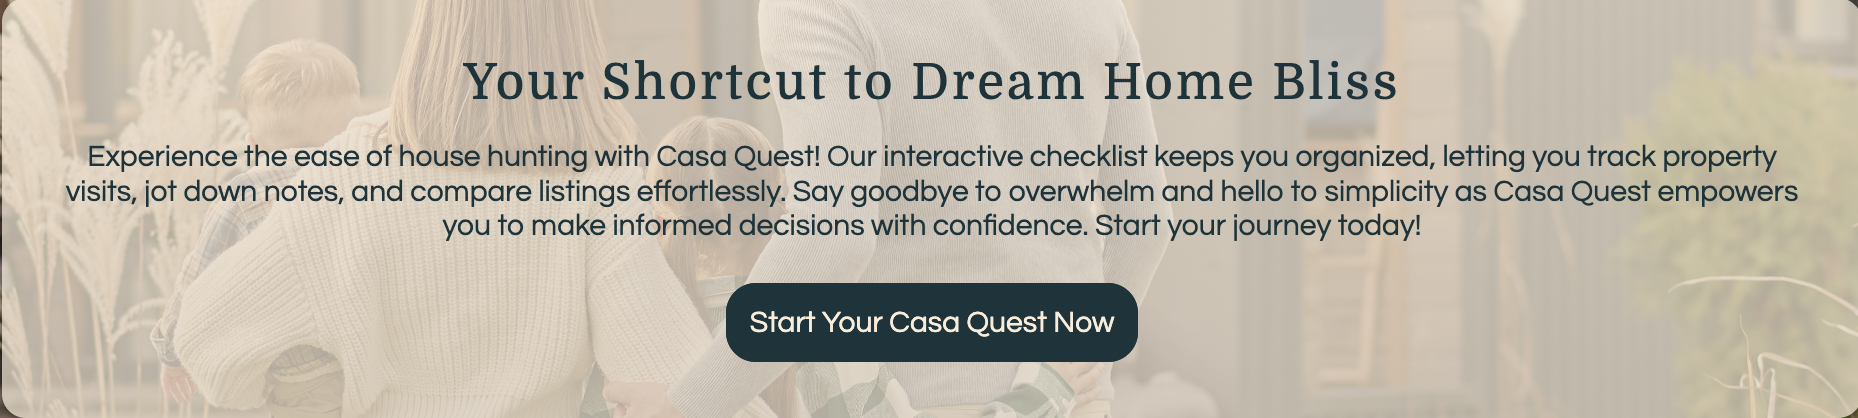 Your Shortcut to Dream Home Bliss
Experience the ease of house hunting with Casa Quest! Our interactive checklist keeps you organized, letting you track property
visits, jot down notes, and compare listings effortlessly. Say goodbye to overwhelm and hello to simplicity as Casa Quest empowers
you to make informed decisions with confidence. Start your journey today!
Start Your Casa Quest Now